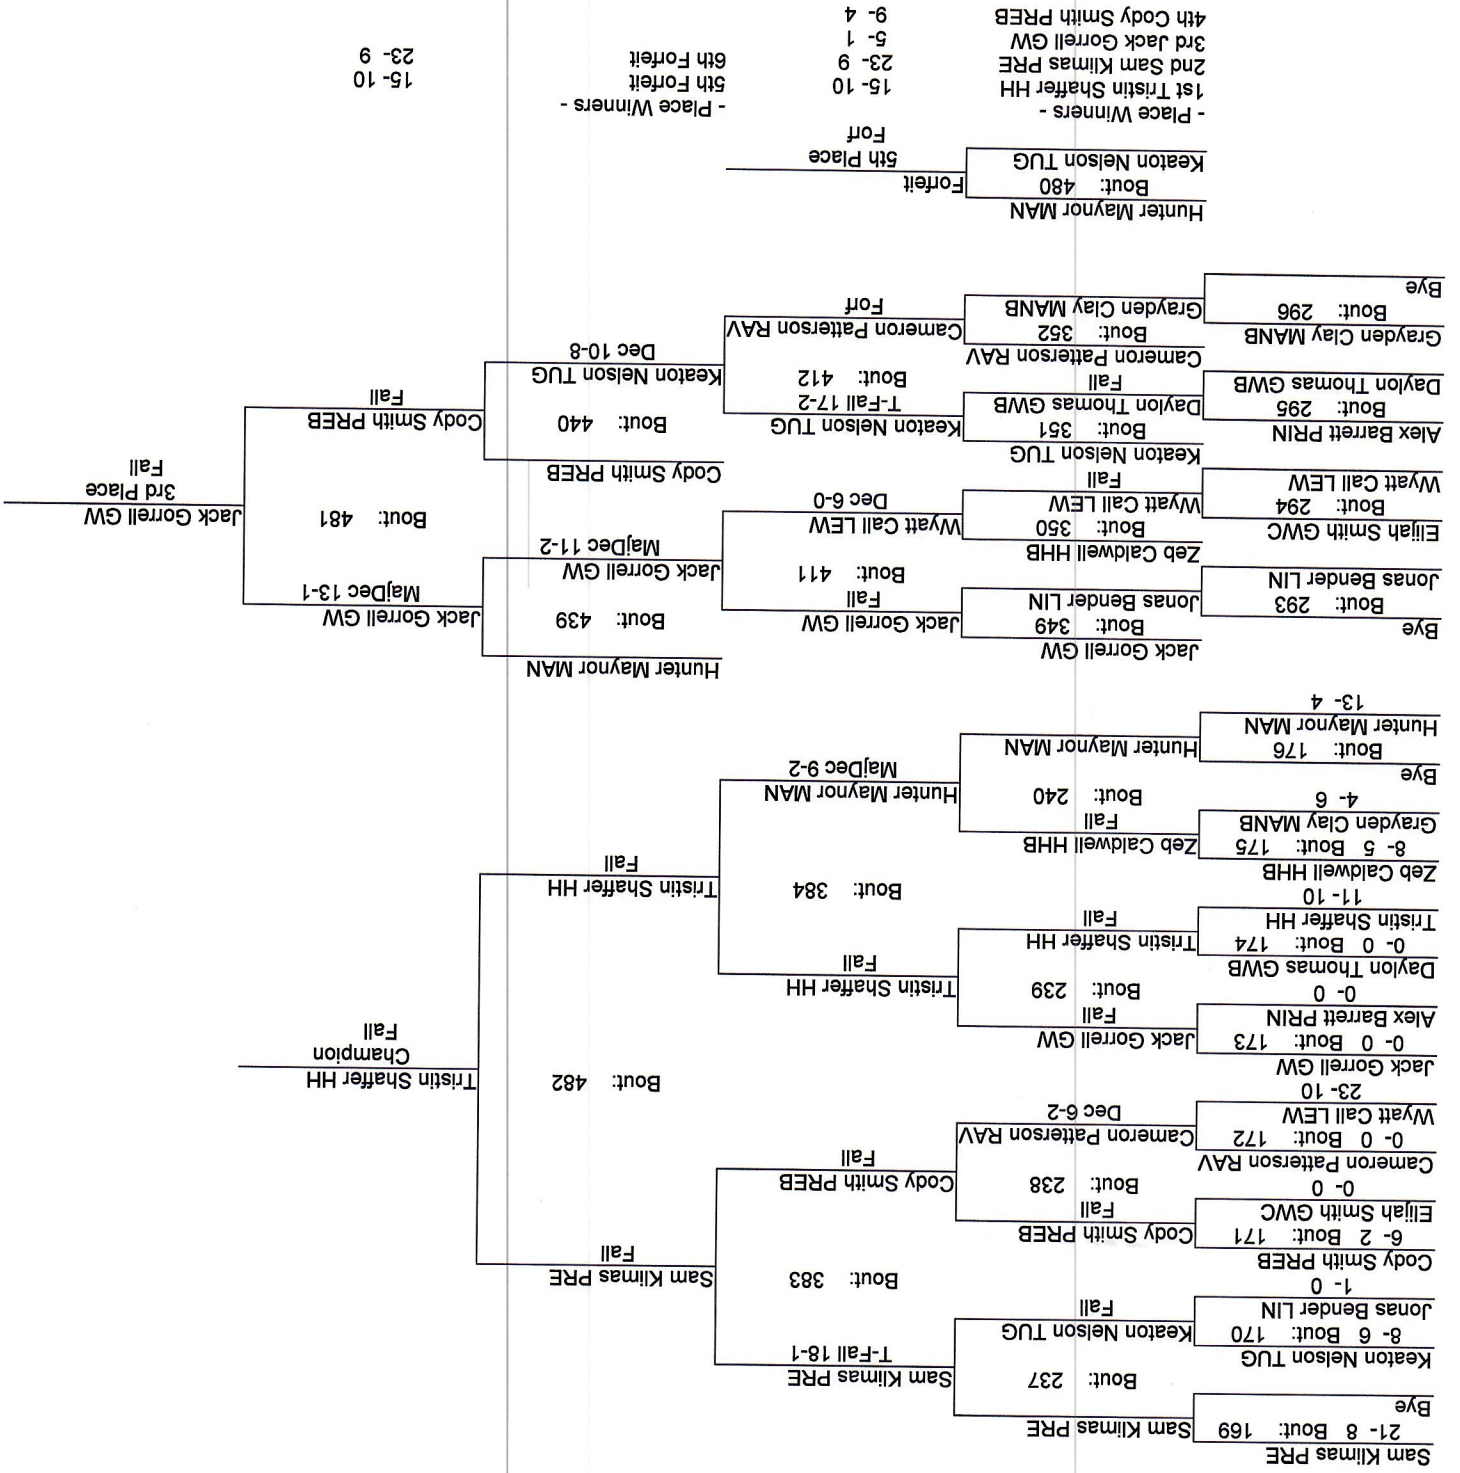 Sam Klimas PRE
21- 8 Bout: 169
Sam Klimas PRE
Bye
Bout: 237
Sam Klimas PRE
Keaton Nelson TUG
T-Fall 18-1
8- 6 Bout: 170
Keaton Nelson TUG
Jonas Bender LIN
Fall
1- 0
Bout: 383
Sam Klimas PRE
Cody Smith PREB
Fall
6- 2 Bout: 171
Cody Smith PREB
Elijah Smith GWC
Fall
0- 0
Bout: 238
Cody Smith PREB
Cameron Patterson RAV
Fall
0- 0 Bout: 172
Cameron Patterson RAV
Wyatt Call LEW
Dec 6-2
23-10
Bout: 482
Tristin Shaffer HH
Champion
Fall
Jack Gorrell GW
0- 0 Bout: 173
Jack Gorrell GW
Alex Barrett PRIN
Fall
0- 0
Bout: 239
Tristin Shaffer HH
Daylon Thomas GWB
Fall
0- 0 Bout: 174
Tristin Shaffer HH
Tristin Shaffer HH
Fall
11-10
Bout: 384
Tristin Shaffer HH
Zeb Caldwell HHB
Fall
8- 5 Bout: 175
Zeb Caldwell HHB
Grayden Clay MANB
Fall
4- 6
Bout: 240
Hunter Maynor MAN
Bye
MajDec 9-2
Bout: 176
Hunter Maynor MAN
Hunter Maynor MAN
13- 4
Hunter Maynor MAN
Jack Gorrell GW
Bye
Bout: 349
Jack Gorrell GW
Bout: 439
Jack Gorrell GW
Bout: 293
Jonas Bender LIN
Fall
MajDec 13-1
Jonas Bender LIN
Bout: 411
Jack Gorrell GW
Zeb Caldwell HHB
MajDec 11-2
Elijah Smith GWC
Bout: 350
Wyatt Call LEW
Bout: 481
Jack Gorrell GW
Bout: 294
Wyatt Call LEW
Dec 6-0
3rd Place
Wyatt Call LEW
Fall
Fall
Cody Smith PREB
Keaton Nelson TUG
Alex Barrett PRIN
Bout: 351
Keaton Nelson TUG
Bout: 440
Cody Smith PREB
Bout: 295
Daylon Thomas GWB
T-Fall 17-2
Fall
Daylon Thomas GWB
Fall
Bout: 412
Keaton Nelson TUG
Cameron Patterson RAV
Dec 10-8
Grayden Clay MANB
Bout: 352
Cameron Patterson RAV
Bout: 296
Grayden Clay MANB
Forf
Bye
Hunter Maynor MAN
Bout: 480
Forfeit
Keaton Nelson TUG
5th Place
Forf
- Place Winners -
- Place Winners -
1st Tristin Shaffer HH 15-10
5th Forfeit 15-10
2nd Sam Klimas PRE 23- 9
6th Forfeit 23- 9
3rd Jack Gorrell GW 5- 1
4th Cody Smith PREB 9- 4